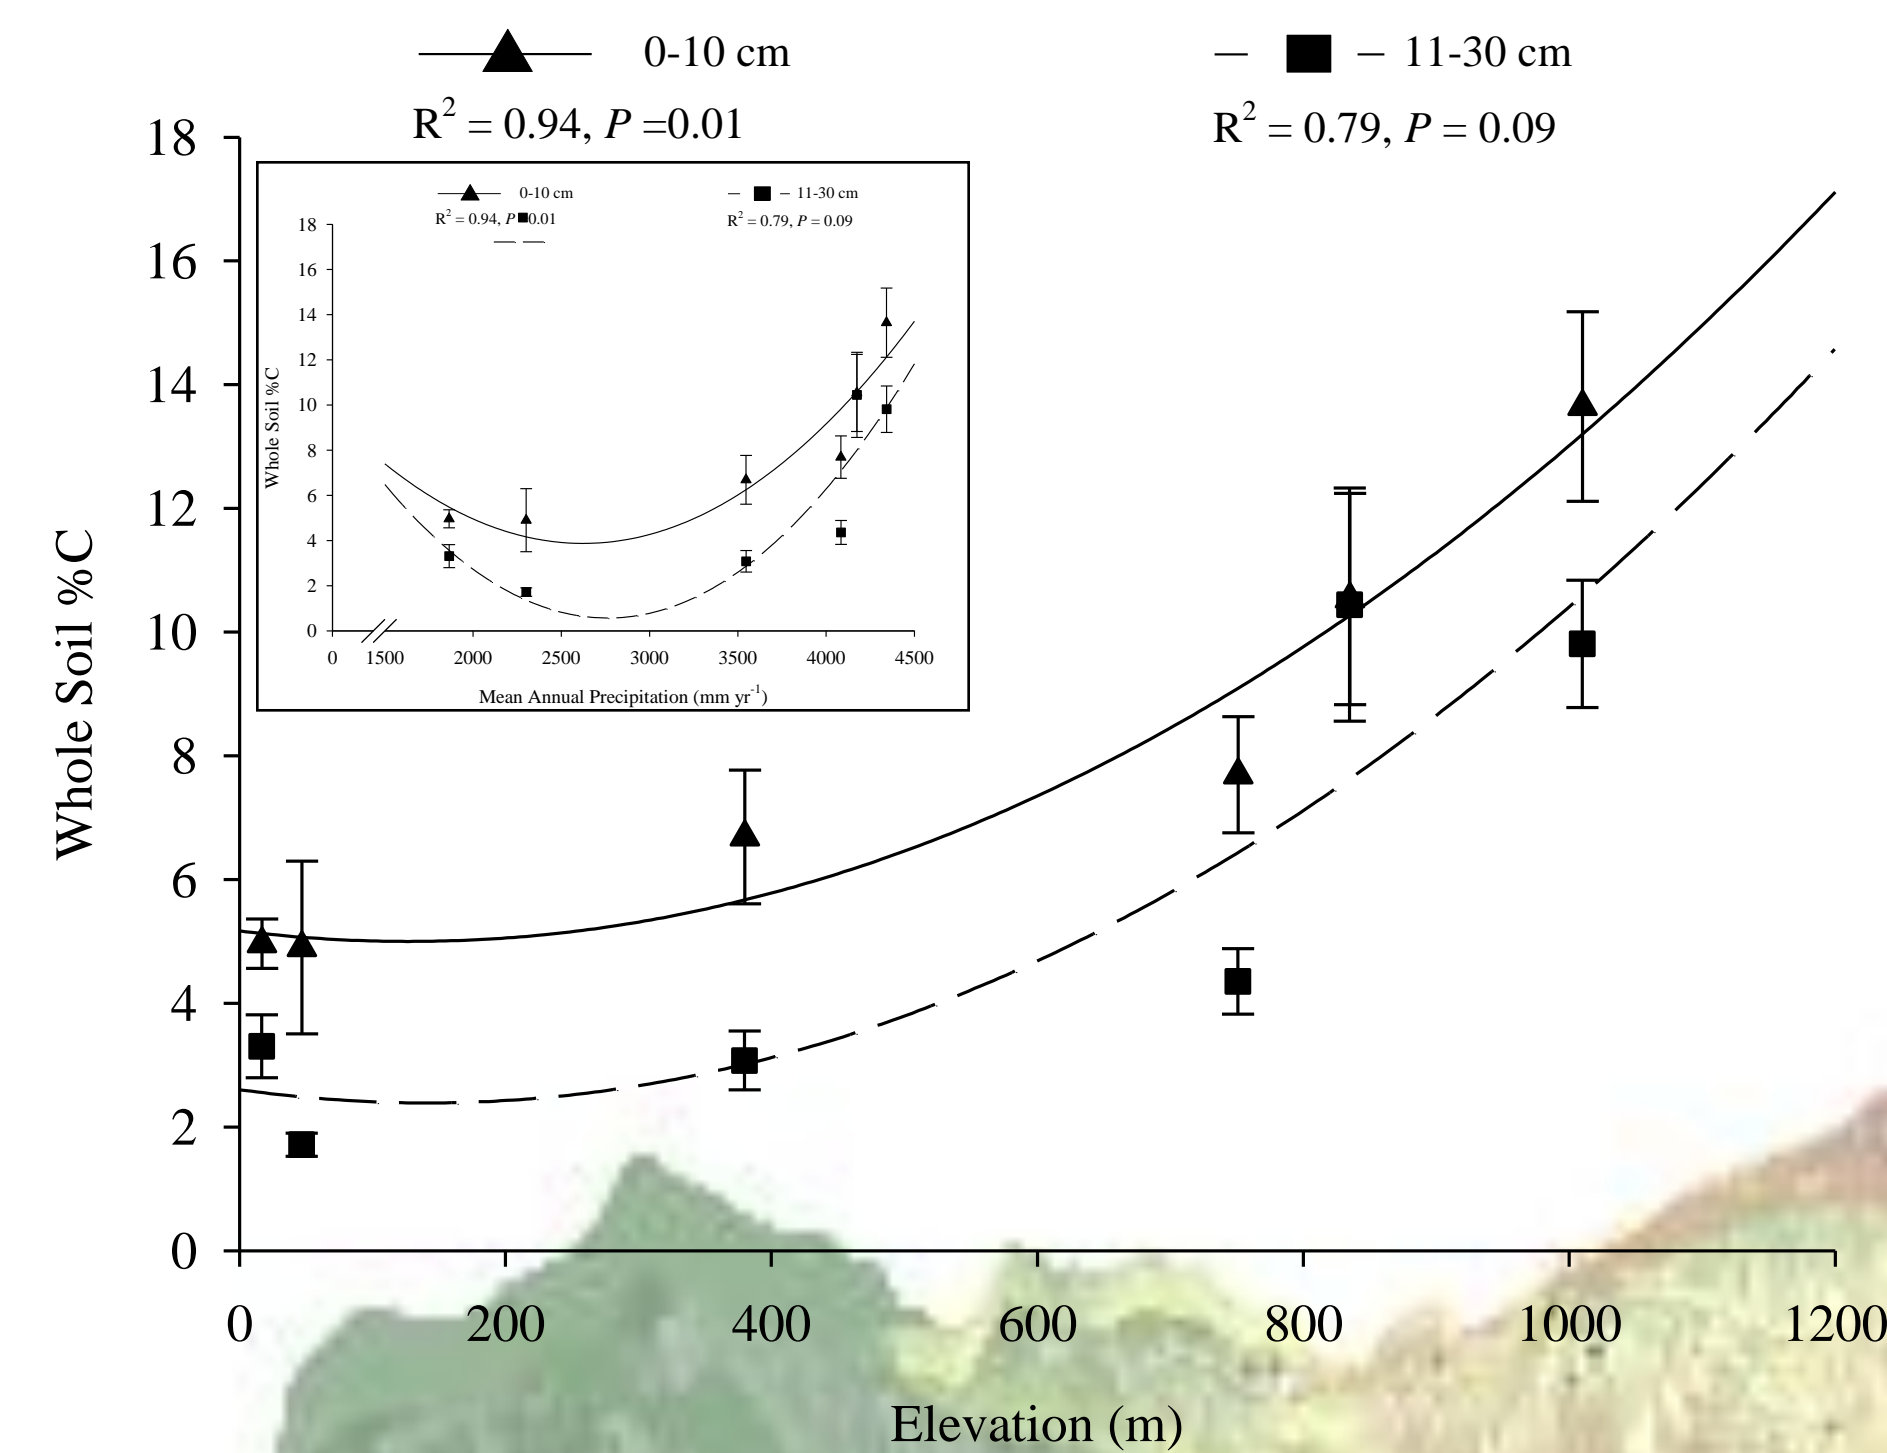 0-10 cm
11-30 cm
R² = 0.94, P =0.01
R² = 0.79, P = 0.09
18
16
14
12
10
8
6
4
2
0
Whole Soil %C
0 200 400 600 800 1000 1200
Elevation (m)
0-10 cm
11-30 cm
R² = 0.94, P 0.01
R² = 0.79, P = 0.09
18
16
14
12
10
8
6
4
2
0
Whole Soil %C
0 1500 2000 2500 3000 3500 4000 4500
Mean Annual Precipitation (mm yr⁻¹)